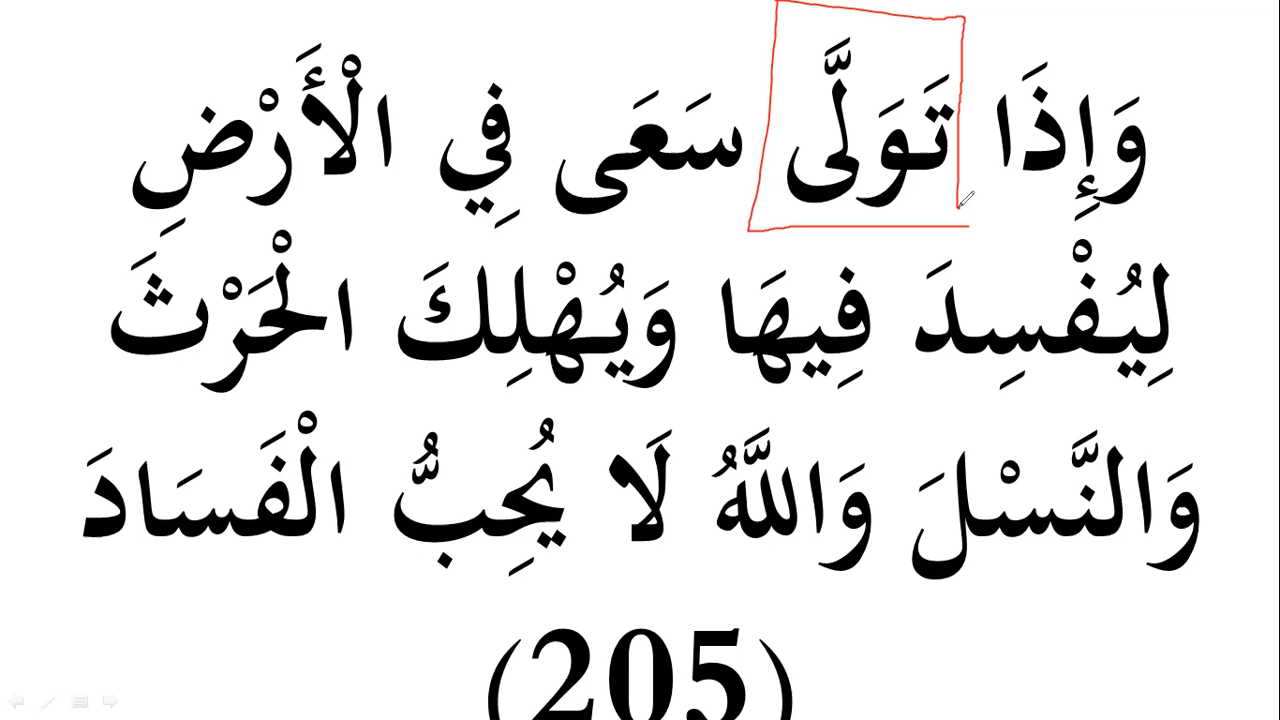 وَإِذَا تَوَلَّى سَعَى فِي الْأَرْضِ
لِيُفْسِدَ فِيهَا وَيُهْلِكَ الْحَرْثَ
وَالنَّسْلَ وَاللَّهُ لَا يُحِبُّ الْفَسَادَ
(205)